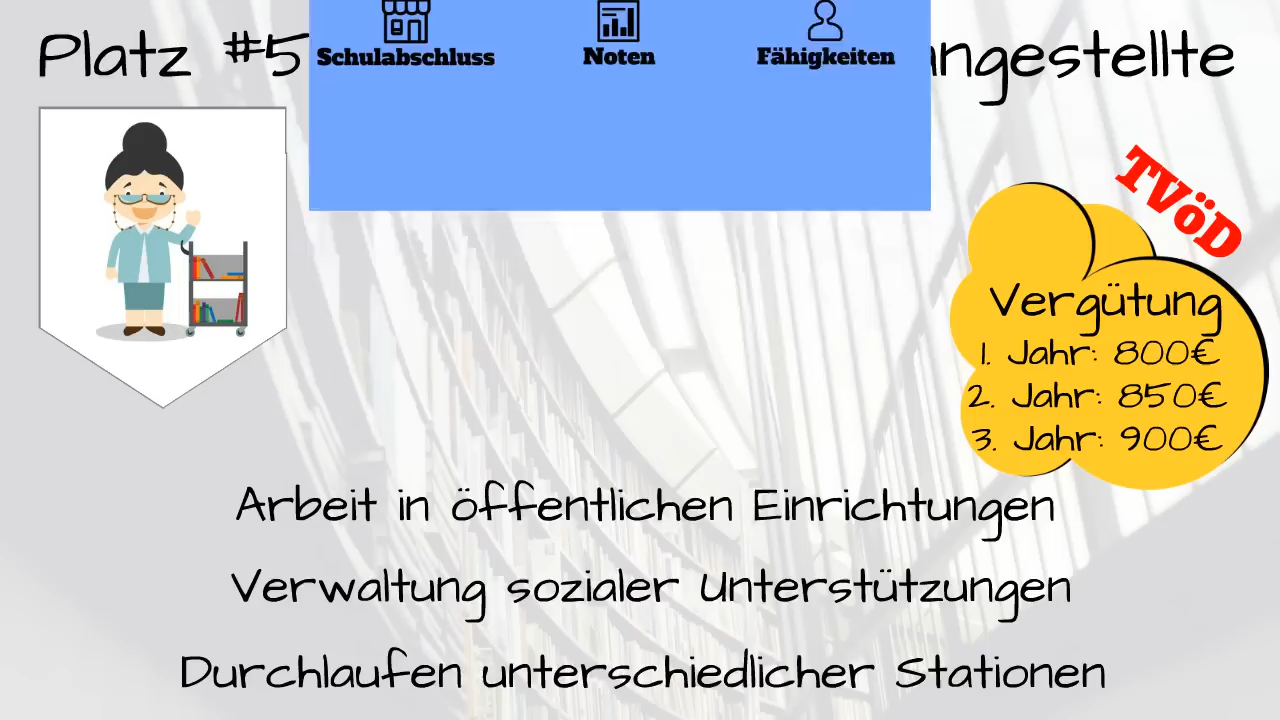 Platz #5
angestellte
Schulabschluss
Noten
Fähigkeiten
TVöD
Vergütung
1. Jahr: 800€
2. Jahr: 850€
3. Jahr: 900€
Arbeit in öffentlichen Einrichtungen
Verwaltung sozialer Unterstützungen
Durchlaufen unterschiedlicher Stationen